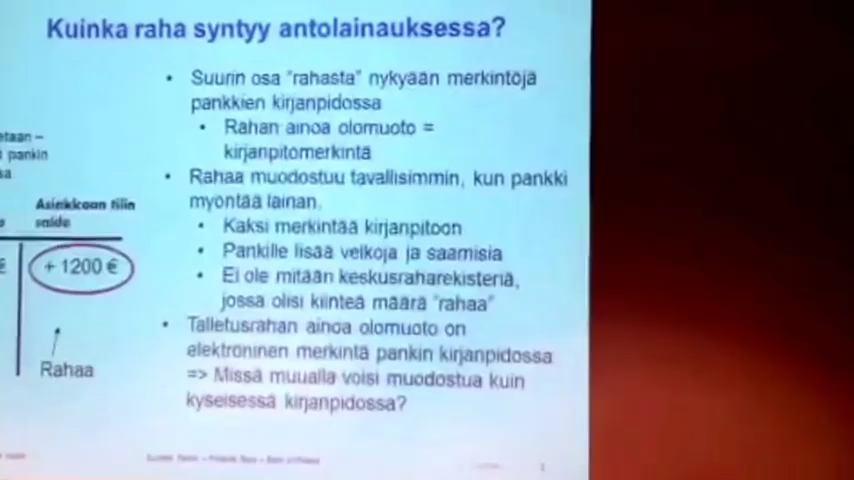 Kuinka raha syntyy antolainauksessa?
• Suurin osa "rahasta" nykyään merkintöjä
pankkien kirjanpidossa
• Rahan ainoa olomuoto =
kirjanpitomerkintä
• Rahaa muodostuu tavallisimmin, kun pankki
myöntää lainan.
• Kaksi merkintää kirjanpitoon
• Pankille lisää velkoja ja saamisia
• Ei ole mitään keskusraharekisteriä,
jossa olisi kiinteä määrä "rahaa"
• Talletusrahan ainoa olomuoto on
elektroninen merkintä pankin kirjanpidossa
=> Missä muualla voisi muodostua kuin
kyseisessä kirjanpidossa?
etaan –
pankin
sa
Asiakkaan tilin
saldo
€
+ 1200 €
Rahaa